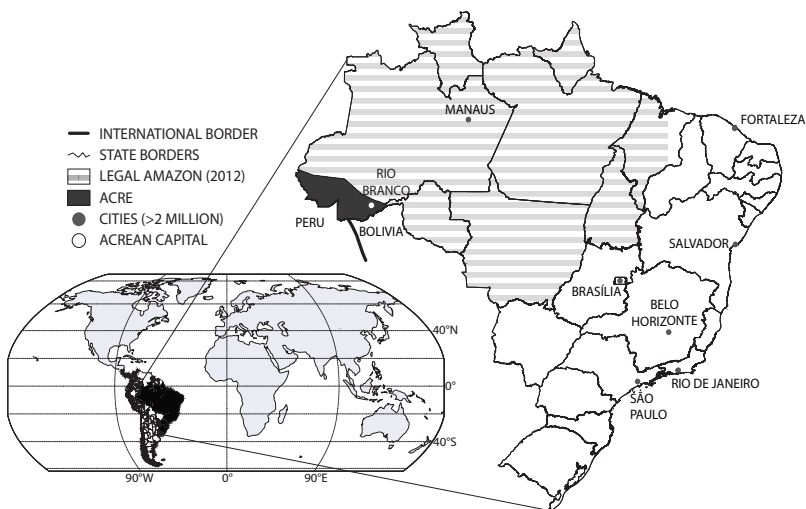 INTERNATIONAL BORDER
STATE BORDERS
LEGAL AMAZON (2012)
ACRE
CITIES (>2 MILLION)
ACREAN CAPITAL
MANAUS
FORTALEZA
RIO
BRANCO
PERU
BOLIVIA
SALVADOR
BRASÍLIA
BELO
HORIZONTE
RIO DE JANEIRO
SÂO
PAULO
40°N
0°
40°S
90°W
0°
90°E